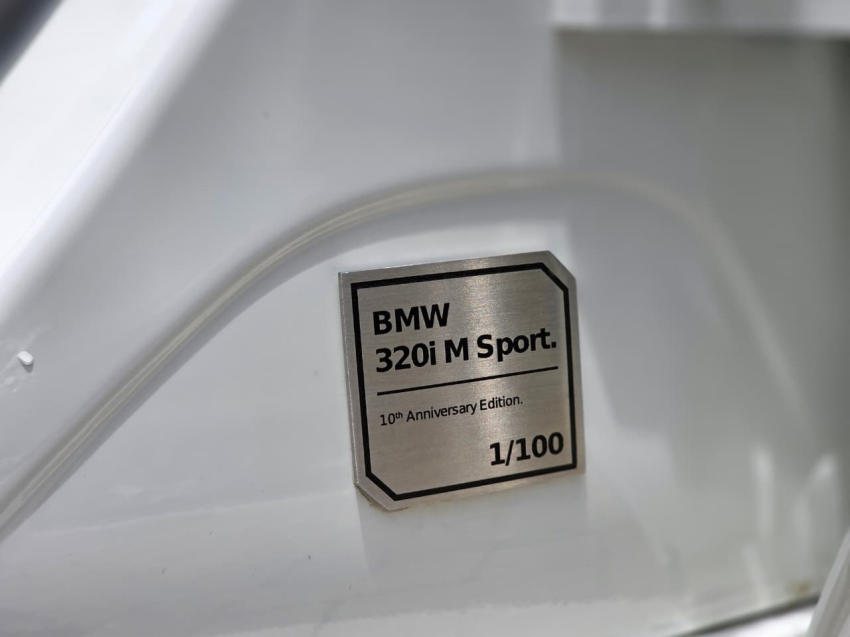 BMW
320i M Sport.
10th Anniversary Edition.
1/100